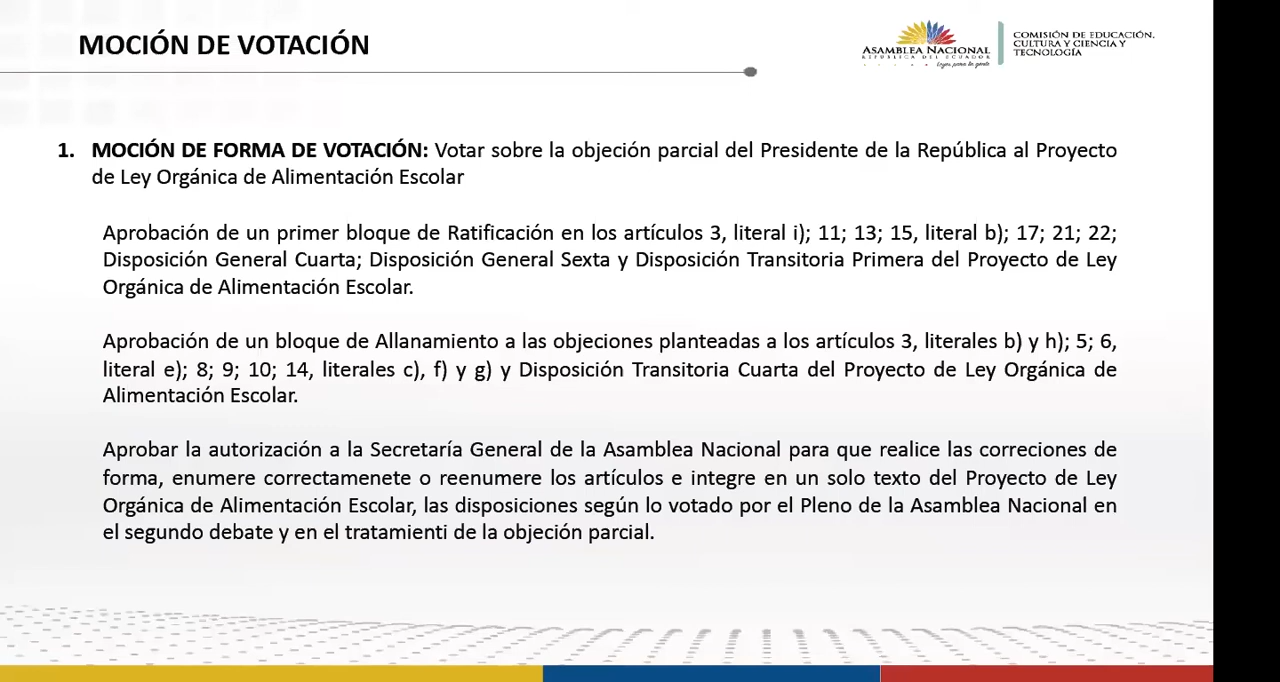 MOCIÓN DE VOTACIÓN
ASAMBLEA NACIONAL
REPÚBLICA DEL ECUADOR
Leyes para la gente
COMISIÓN DE EDUCACIÓN,
CULTURA Y CIENCIA Y
TECNOLOGÍA
1. MOCIÓN DE FORMA DE VOTACIÓN: Votar sobre la objeción parcial del Presidente de la República al Proyecto
de Ley Orgánica de Alimentación Escolar
Aprobación de un primer bloque de Ratificación en los artículos 3, literal i); 11; 13; 15, literal b); 17; 21; 22;
Disposición General Cuarta; Disposición General Sexta y Disposición Transitoria Primera del Proyecto de Ley
Orgánica de Alimentación Escolar.
Aprobación de un bloque de Allanamiento a las objeciones planteadas a los artículos 3, literales b) y h); 5; 6,
literal e); 8; 9; 10; 14, literales c), f) y g) y Disposición Transitoria Cuarta del Proyecto de Ley Orgánica de
Alimentación Escolar.
Aprobar la autorización a la Secretaría General de la Asamblea Nacional para que realice las correciones de
forma, enumere correctamenete o reenumere los artículos e integre en un solo texto del Proyecto de Ley
Orgánica de Alimentación Escolar, las disposiciones según lo votado por el Pleno de la Asamblea Nacional en
el segundo debate y en el tratamienti de la objeción parcial.